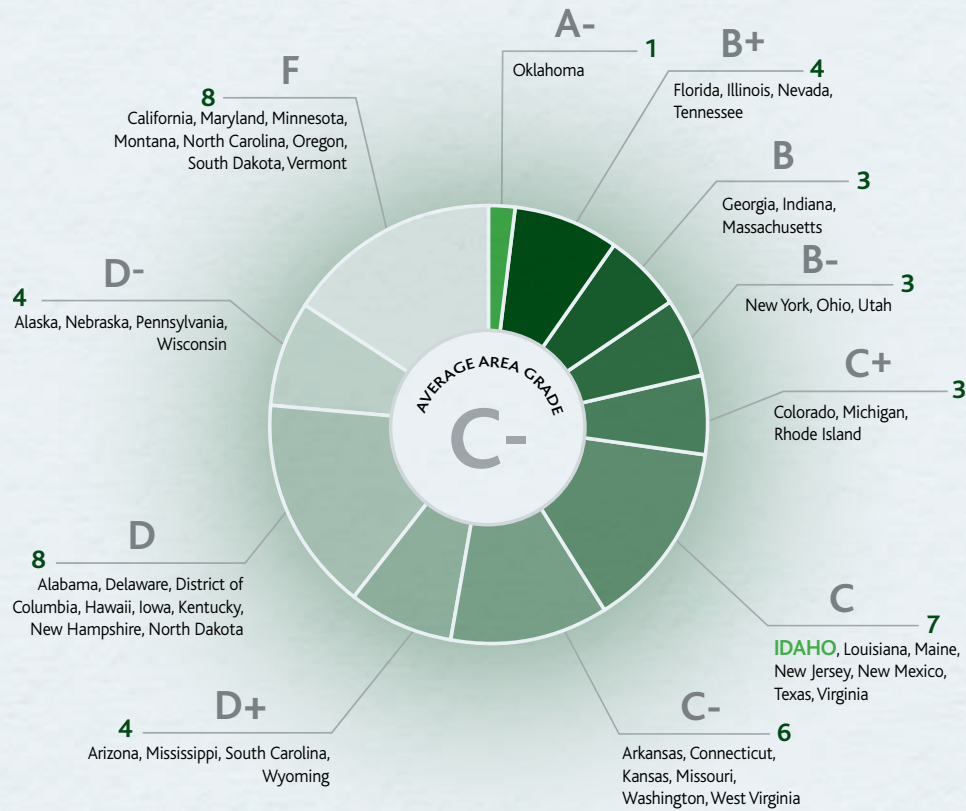 A-
1
Oklahoma
B+
4
Florida, Illinois, Nevada,
Tennessee
B
3
Georgia, Indiana,
Massachusetts
B-
3
New York, Ohio, Utah
C+
3
Colorado, Michigan,
Rhode Island
C
7
IDAHO, Louisiana, Maine,
New Jersey, New Mexico,
Texas, Virginia
C-
6
Arkansas, Connecticut,
Kansas, Missouri,
Washington, West Virginia
D+
4
Arizona, Mississippi, South Carolina,
Wyoming
D
8
Alabama, Delaware, District of
Columbia, Hawaii, Iowa, Kentucky,
New Hampshire, North Dakota
D-
4
Alaska, Nebraska, Pennsylvania,
Wisconsin
F
8
California, Maryland, Minnesota,
Montana, North Carolina, Oregon,
South Dakota, Vermont
AVERAGE AREA GRADE
C-